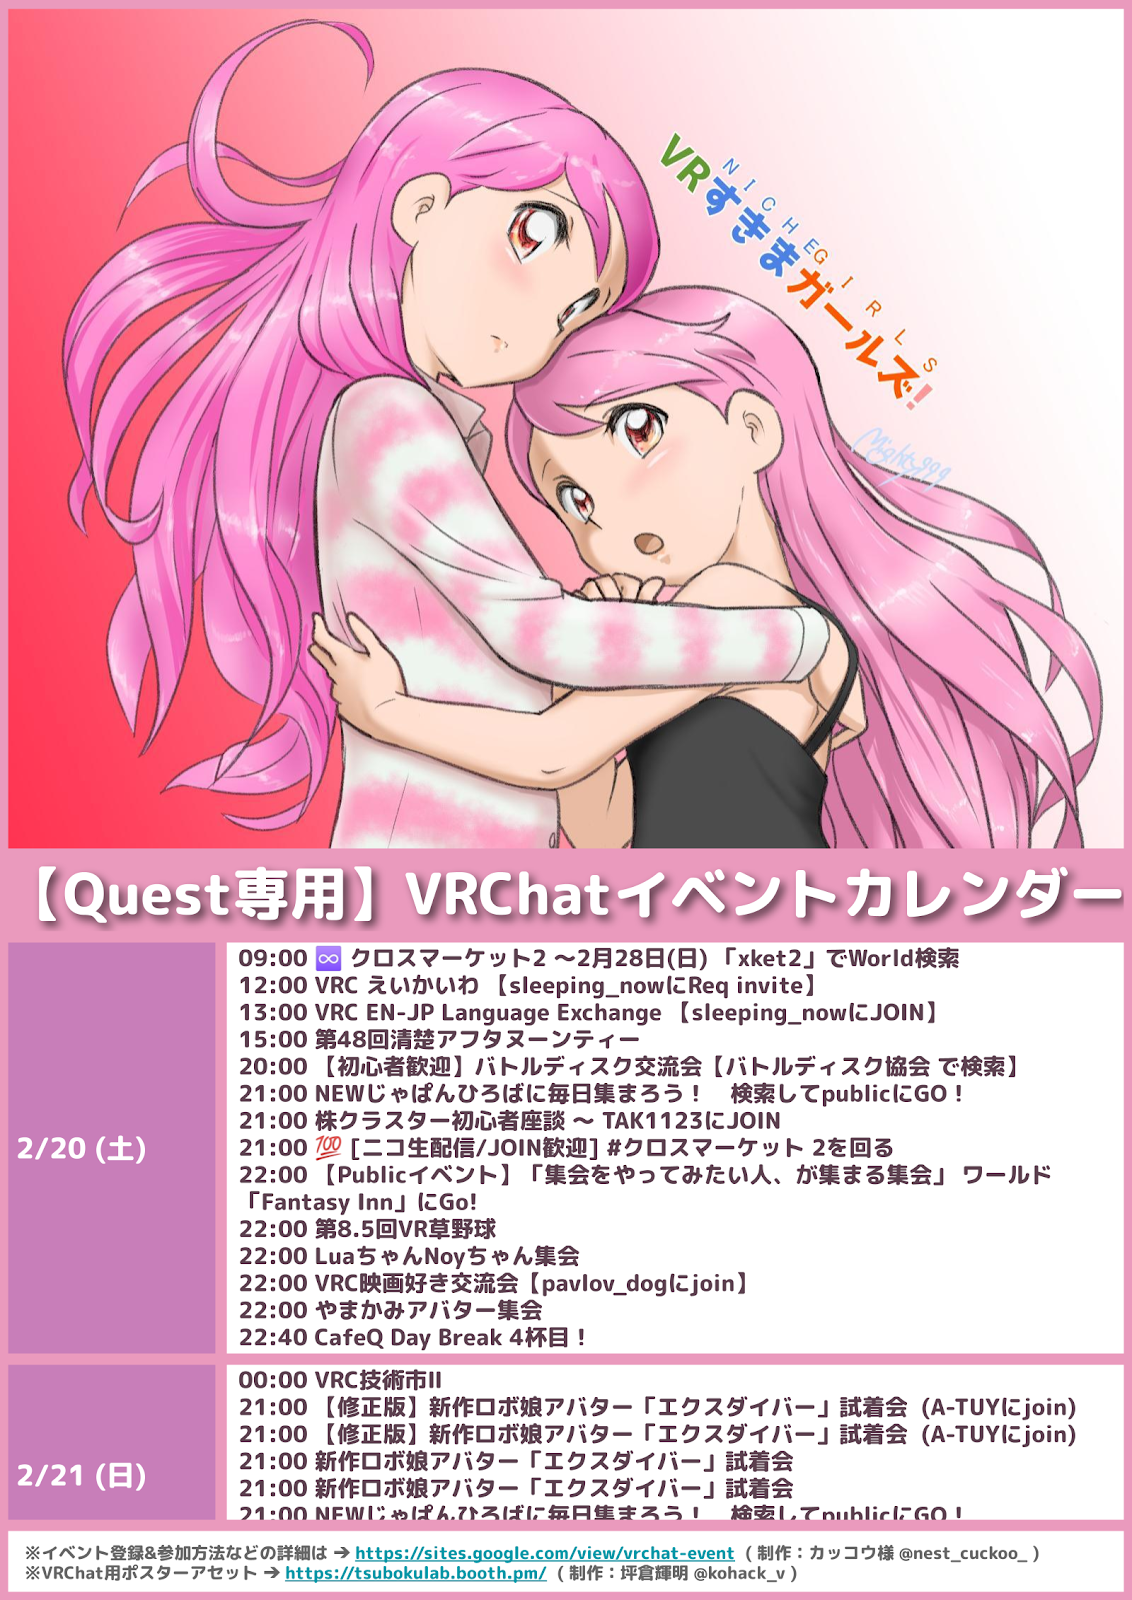 NICHE GIRLS
VRすきまガールズ!
Mighty999
【Quest専用】VRChatイベントカレンダー
2/20 (土)
09:00 ♾ クロスマーケット2 〜2月28日(日) 「xket2」でWorld検索
12:00 VRC えいかいわ 【sleeping_nowにReq invite】
13:00 VRC EN-JP Language Exchange 【sleeping_nowにJOIN】
15:00 第48回清楚アフタヌーンティー
20:00 【初心者歓迎】バトルディスク交流会【バトルディスク協会 で検索】
21:00 NEWじゃぱんひろばに毎日集まろう！　検索してpublicにGO！
21:00 株クラスター初心者座談 〜 TAK1123にJOIN
21:00 💯 [ニコ生配信/JOIN歓迎] #クロスマーケット 2を回る
22:00 【Publicイベント】「集会をやってみたい人、が集まる集会」 ワールド
「Fantasy Inn」にGo!
22:00 第8.5回VR草野球
22:00 LuaちゃんNoyちゃん集会
22:00 VRC映画好き交流会【pavlov_dogにjoin】
22:00 やまかみアバター集会
22:40 CafeQ Day Break 4杯目！
2/21 (日)
00:00 VRC技術市II
21:00 【修正版】新作ロボ娘アバター「エクスダイバー」試着会 (A-TUYにjoin)
21:00 【修正版】新作ロボ娘アバター「エクスダイバー」試着会 (A-TUYにjoin)
21:00 新作ロボ娘アバター「エクスダイバー」試着会
21:00 新作ロボ娘アバター「エクスダイバー」試着会
21:00 NEWじゃぱんひろばに毎日集まろう！　検索してpublicにGO！
※イベント登録&参加方法などの詳細は → https://sites.google.com/view/vrchat-event ( 制作：カッコウ様 @nest_cuckoo_ )
※VRChat用ポスターアセット → https://tsubokulab.booth.pm/ ( 制作：坪倉輝明 @kohack_v )